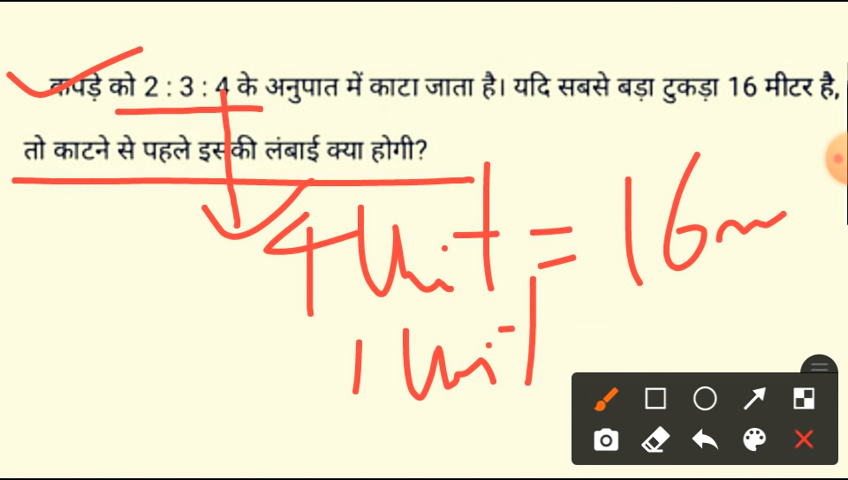 कपड़े को 2 : 3 : 4 के अनुपात में काटा जाता है। यदि सबसे बड़ा टुकड़ा 16 मीटर है,
तो काटने से पहले इसकी लंबाई क्या होगी?
4 Unit = 16m
1 Unit